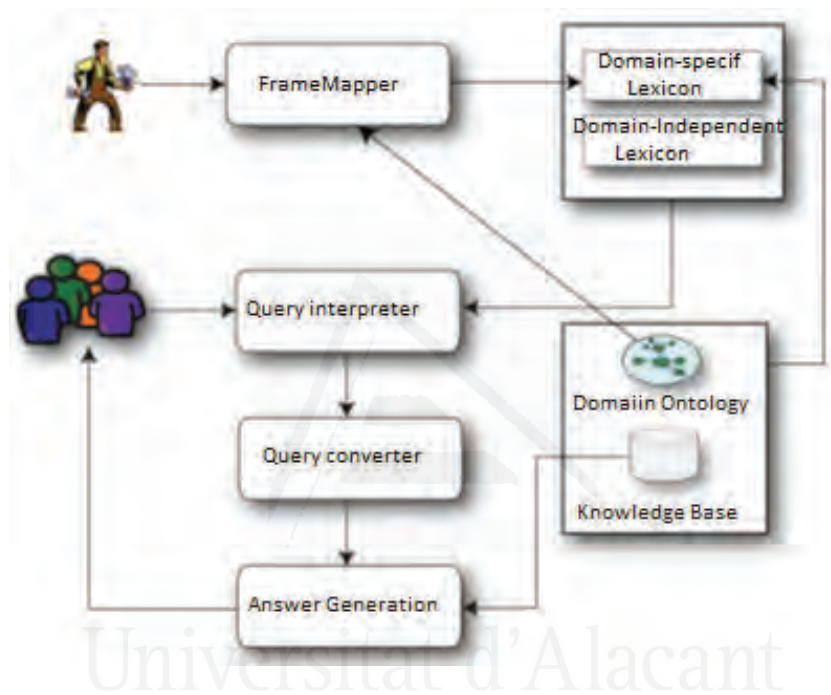 FrameMapper
Domain-specif
Lexicon
Domain-Independent
Lexicon
Query interpreter
Domaiin Ontology
Query converter
Knowledge Base
Answer Generation
Universitat d'Alacant